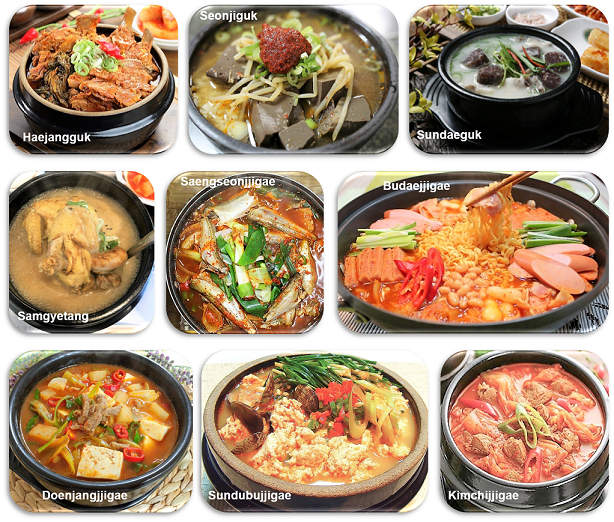 Seonjiguk
Haejangguk
Sundaeguk
Saengseonjjigae
Budaejjigae
Samgyetang
Doenjangjjigae
Sundubujjigae
Kimchijjigae